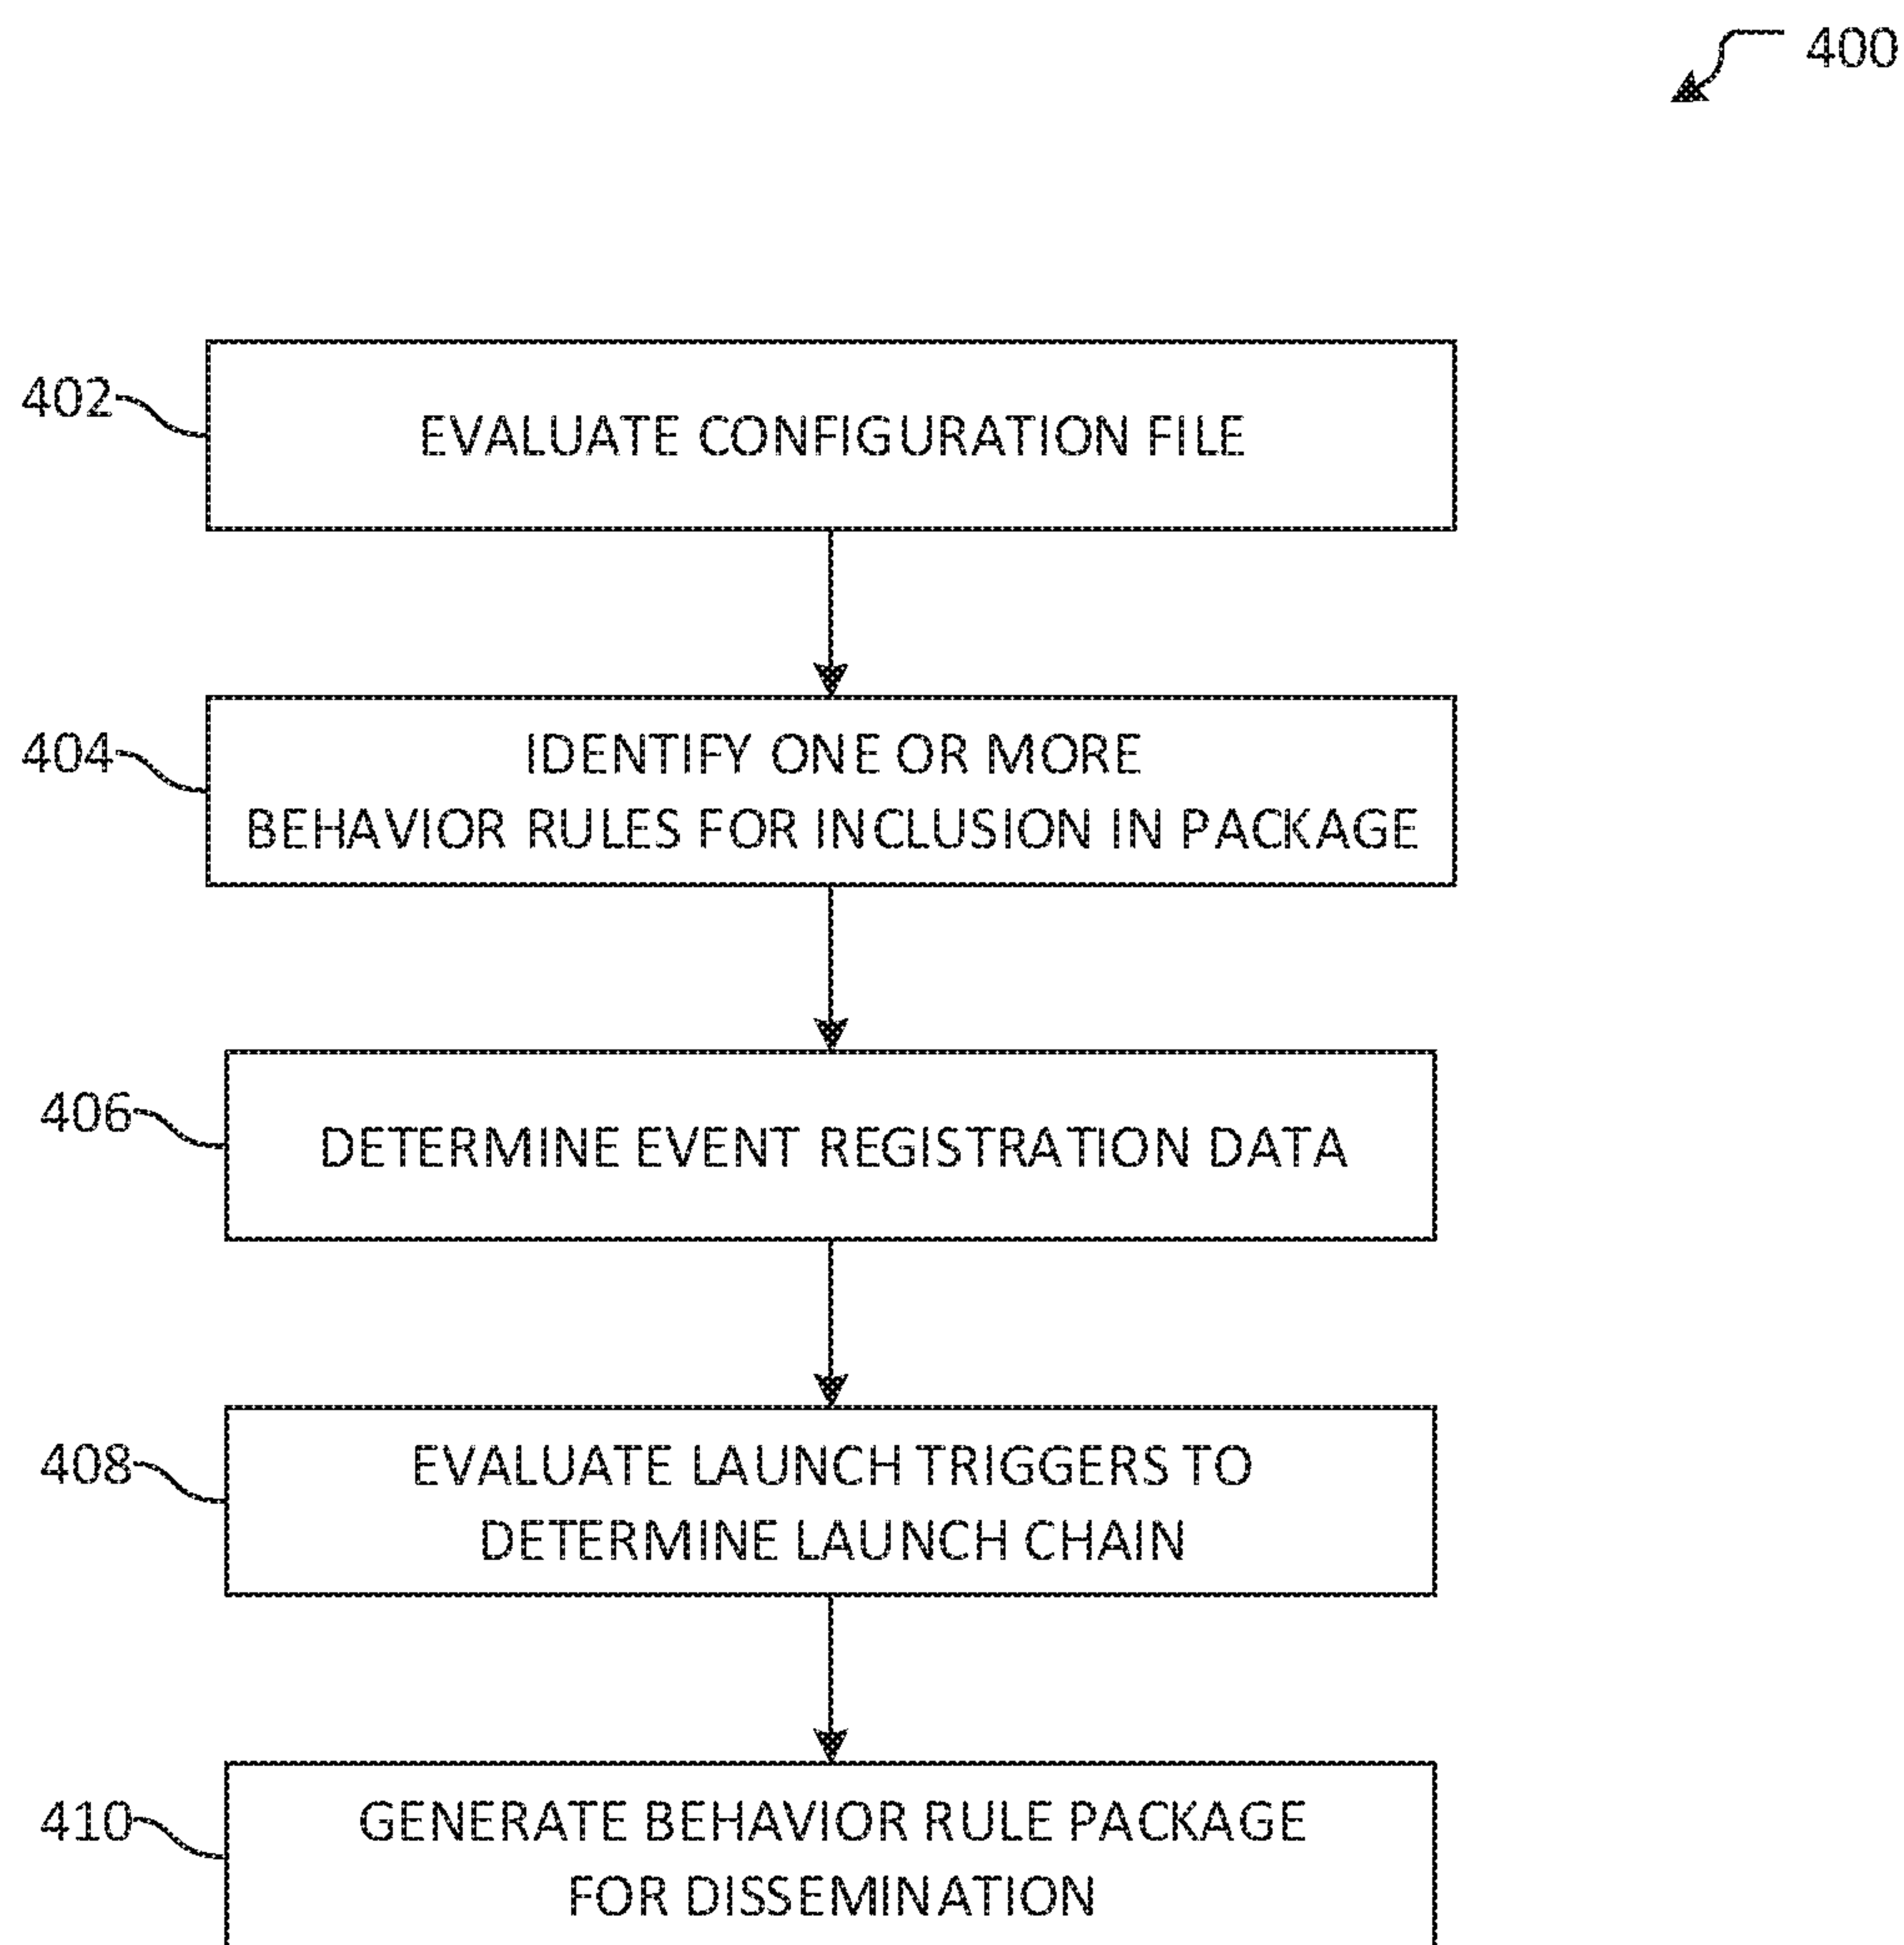 400
402
EVALUATE CONFIGURATION FILE
404
IDENTIFY ONE OR MORE
BEHAVIOR RULES FOR INCLUSION IN PACKAGE
406
DETERMINE EVENT REGISTRATION DATA
408
EVALUATE LAUNCH TRIGGERS TO
DETERMINE LAUNCH CHAIN
410
GENERATE BEHAVIOR RULE PACKAGE
FOR DISSEMINATION